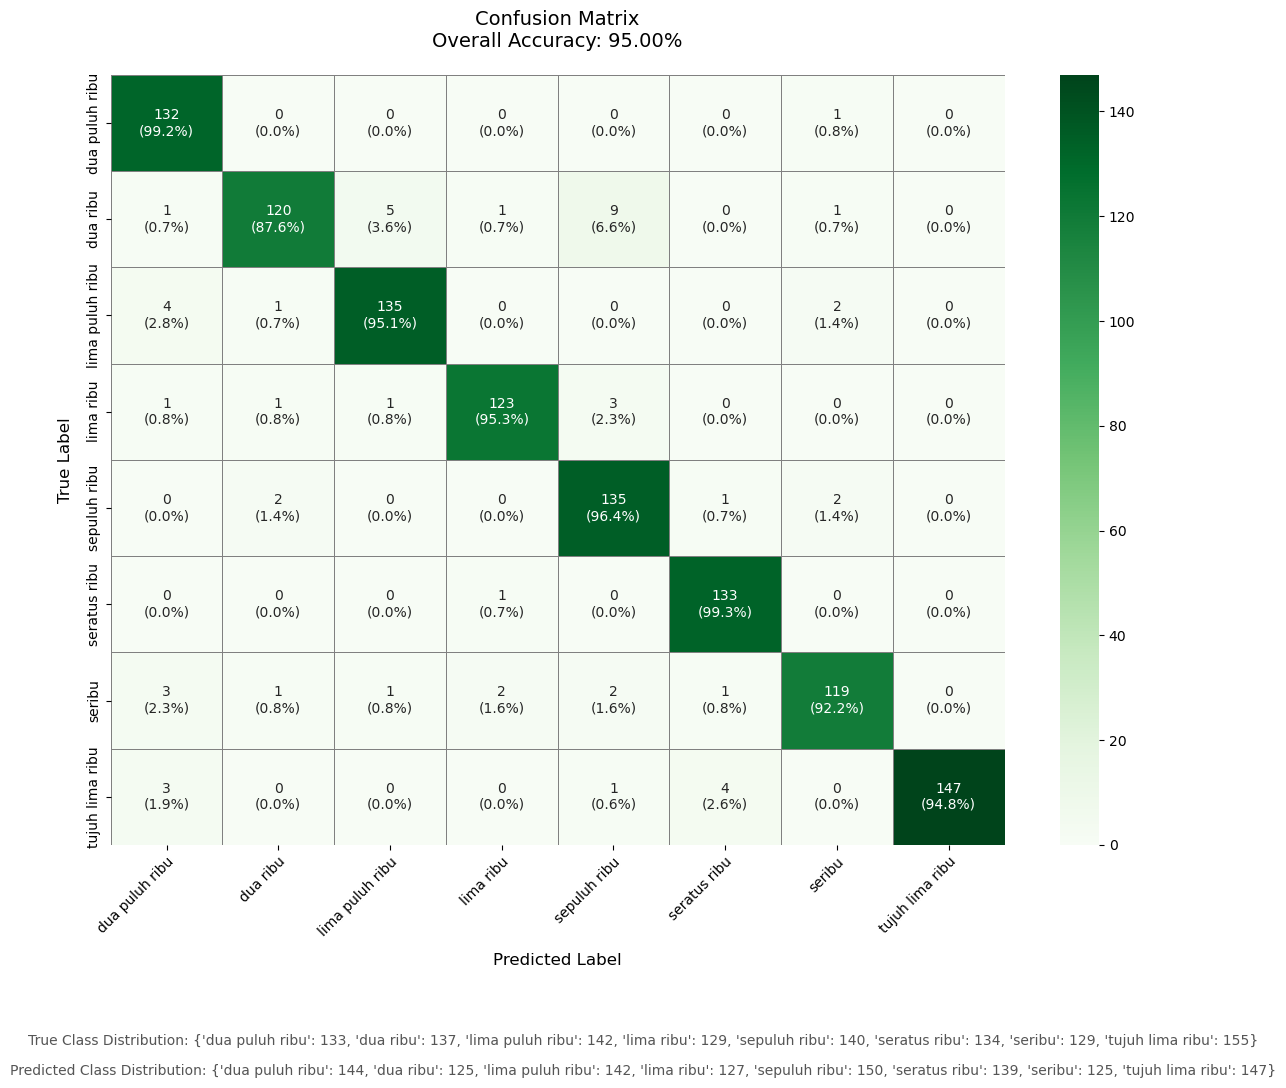 Confusion Matrix
Overall Accuracy: 95.00%
True Label
dua puluh ribu
132 0 0 0 0 0 1 0
(99.2%) (0.0%) (0.0%) (0.0%) (0.0%) (0.0%) (0.8%) (0.0%)
dua ribu
1 120 5 1 9 0 1 0
(0.7%) (87.6%) (3.6%) (0.7%) (6.6%) (0.0%) (0.7%) (0.0%)
lima puluh ribu
4 1 135 0 0 0 2 0
(2.8%) (0.7%) (95.1%) (0.0%) (0.0%) (0.0%) (1.4%) (0.0%)
lima ribu
1 1 1 123 3 0 0 0
(0.8%) (0.8%) (0.8%) (95.3%) (2.3%) (0.0%) (0.0%) (0.0%)
sepuluh ribu
0 2 0 0 135 1 2 0
(0.0%) (1.4%) (0.0%) (0.0%) (96.4%) (0.7%) (1.4%) (0.0%)
seratus ribu
0 0 0 1 0 133 0 0
(0.0%) (0.0%) (0.0%) (0.7%) (0.0%) (99.3%) (0.0%) (0.0%)
seribu
3 1 1 2 2 1 119 0
(2.3%) (0.8%) (0.8%) (1.6%) (1.6%) (0.8%) (92.2%) (0.0%)
tujuh lima ribu
3 0 0 0 1 4 0 147
(1.9%) (0.0%) (0.0%) (0.0%) (0.6%) (2.6%) (0.0%) (94.8%)
dua puluh ribu
dua ribu
lima puluh ribu
lima ribu
sepuluh ribu
seratus ribu
seribu
tujuh lima ribu
Predicted Label
140
120
100
80
60
40
20
0
True Class Distribution: {'dua puluh ribu': 133, 'dua ribu': 137, 'lima puluh ribu': 142, 'lima ribu': 129, 'sepuluh ribu': 140, 'seratus ribu': 134, 'seribu': 129, 'tujuh lima ribu': 155}
Predicted Class Distribution: {'dua puluh ribu': 144, 'dua ribu': 125, 'lima puluh ribu': 142, 'lima ribu': 127, 'sepuluh ribu': 150, 'seratus ribu': 139, 'seribu': 125, 'tujuh lima ribu': 147}